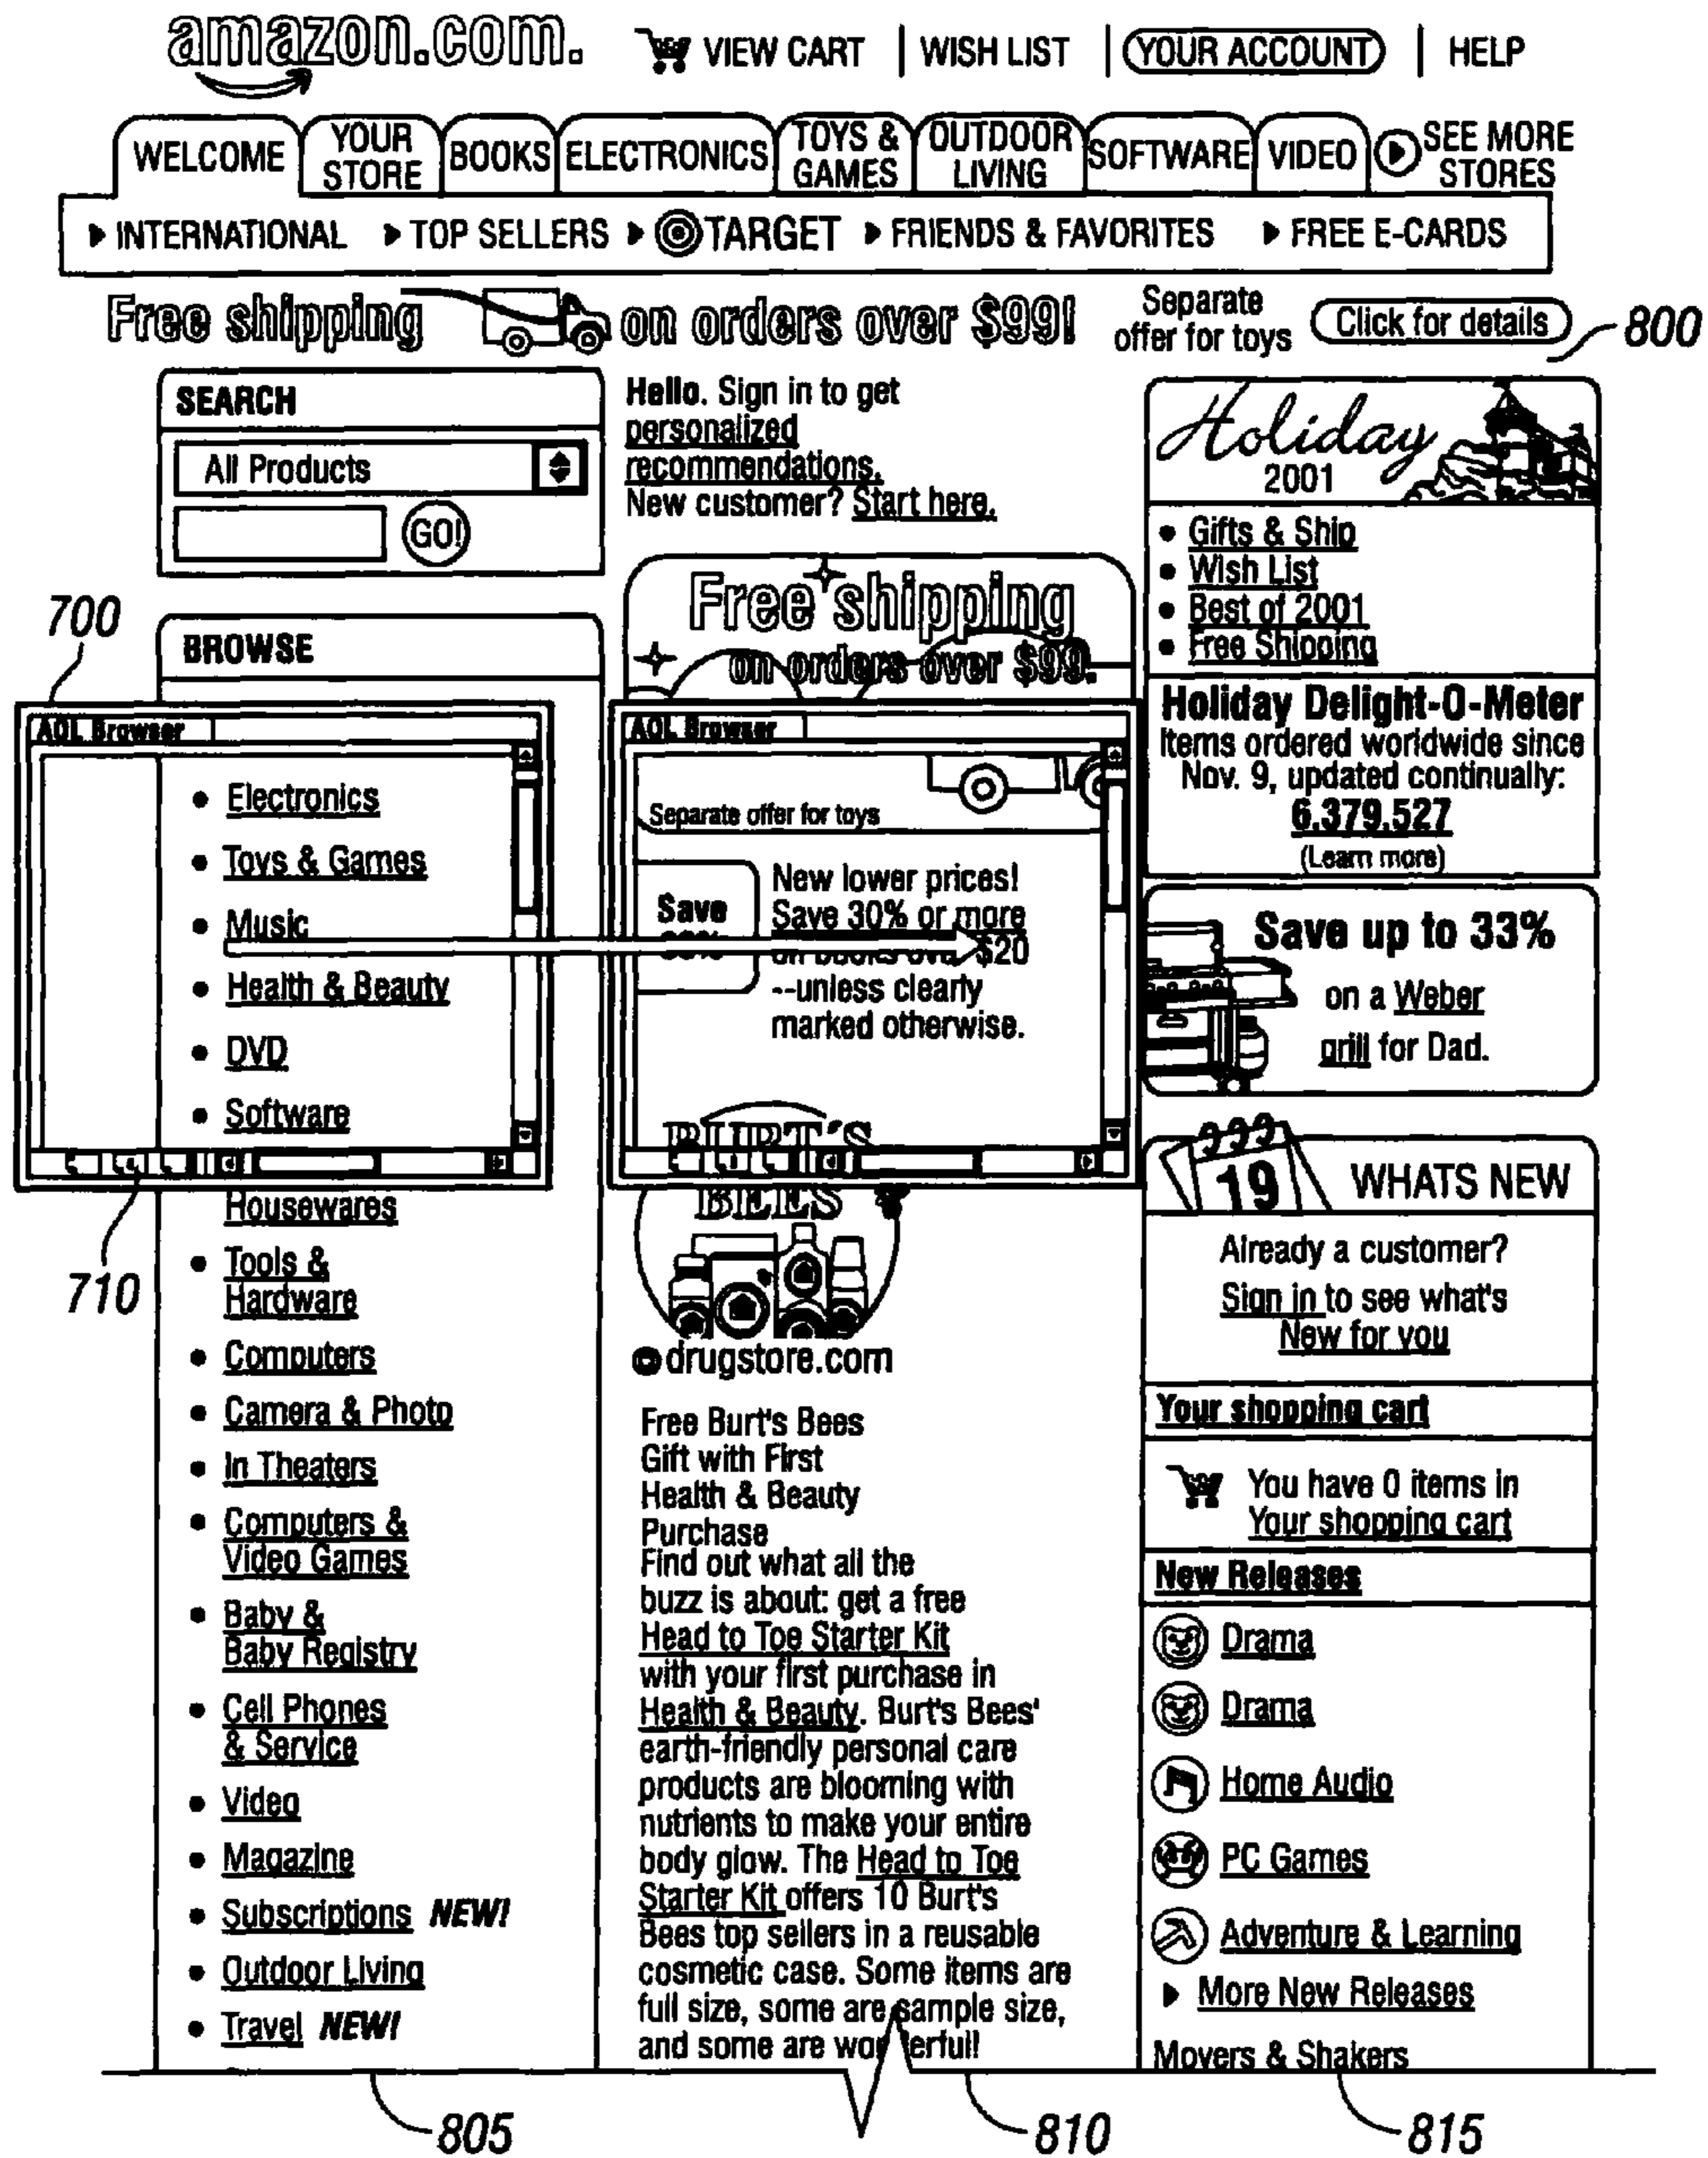 amazon.com.
VIEW CART | WISH LIST | YOUR ACCOUNT | HELP
WELCOME
YOUR
STORE
BOOKS
ELECTRONICS
TOYS &
GAMES
OUTDOOR
LIVING
SOFTWARE
VIDEO
SEE MORE
STORES
INTERNATIONAL
TOP SELLERS
TARGET
FRIENDS & FAVORITES
FREE E-CARDS
Free shipping on orders over $99!
Separate
offer for toys
Click for details
800
SEARCH
All Products
GO!
Hello. Sign in to get
personalized
recommendations.
New customer? Start here.
Holiday
2001
Gifts & Ship
Wish List
Best of 2001
Free Shipping
700
BROWSE
Free shipping
on orders over $99.
Holiday Delight-O-Meter
Items ordered worldwide since
Nov. 9, updated continually:
6,379,527
(Learn more)
AOL Browser
Electronics
Toys & Games
Music
Health & Beauty
DVD
Software
AOL Browser
Separate offer for toys
Save
New lower prices!
Save 30% or more
on books over $20
--unless clearly
marked otherwise.
Save up to 33%
on a Weber
grill for Dad.
710
Housewares
Tools &
Hardware
Computers
Camera & Photo
In Theaters
Computers &
Video Games
Baby &
Baby Registry
Cell Phones
& Service
Video
Magazine
Subscriptions NEW!
Outdoor Living
Travel NEW!
BURT'S
BEES
drugstore.com
Free Burt's Bees
Gift with First
Health & Beauty
Purchase
Find out what all the
buzz is about: get a free
Head to Toe Starter Kit
with your first purchase in
Health & Beauty. Burt's Bees'
earth-friendly personal care
products are blooming with
nutrients to make your entire
body glow. The Head to Toe
Starter Kit offers 10 Burt's
Bees top sellers in a reusable
cosmetic case. Some items are
full size, some are sample size,
and some are wonderful!
19
WHATS NEW
Already a customer?
Sign in to see what's
New for you
Your shopping cart
You have 0 items in
Your shopping cart
New Releases
Drama
Drama
Home Audio
PC Games
Adventure & Learning
More New Releases
Movers & Shakers
805
810
815